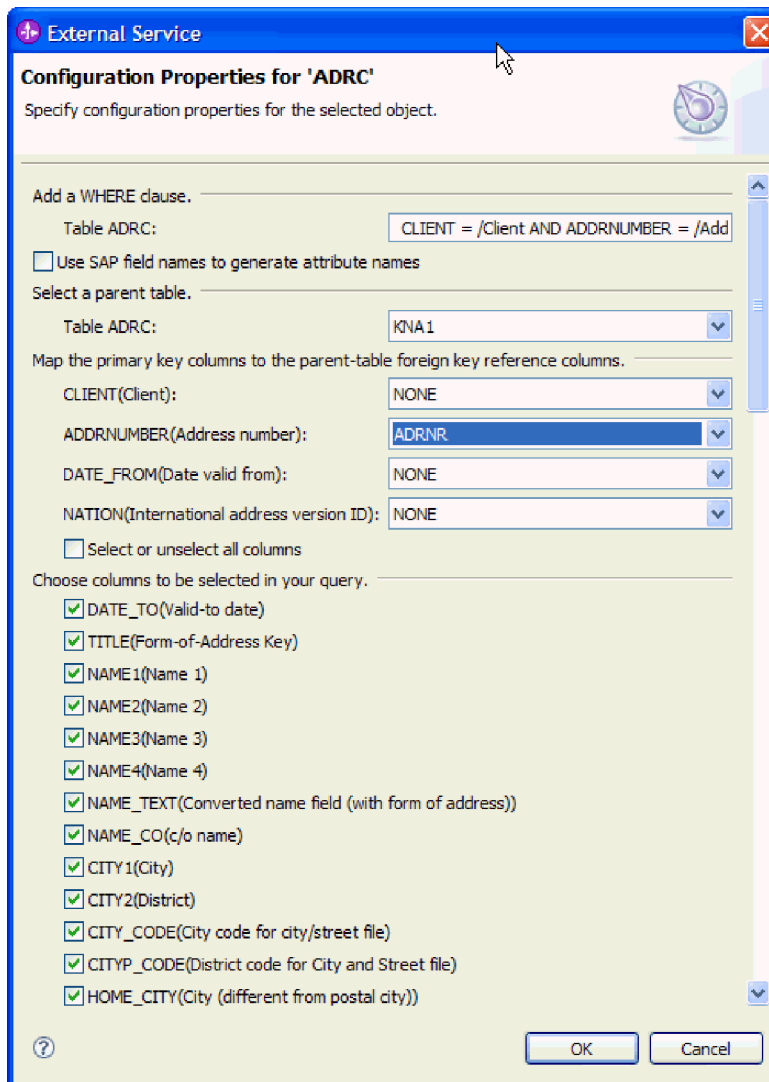 External Service
Configuration Properties for 'ADRC'
Specify configuration properties for the selected object.
Add a WHERE clause.
Table ADRC: CLIENT = /Client AND ADDRNUMBER = /Add
Use SAP field names to generate attribute names
Select a parent table.
Table ADRC: KNA1
Map the primary key columns to the parent-table foreign key reference columns.
CLIENT(Client): NONE
ADDRNUMBER(Address number): ADRNR
DATE_FROM(Date valid from): NONE
NATION(International address version ID): NONE
Select or unselect all columns
Choose columns to be selected in your query.
DATE_TO(Valid-to date)
TITLE(Form-of-Address Key)
NAME1(Name 1)
NAME2(Name 2)
NAME3(Name 3)
NAME4(Name 4)
NAME_TEXT(Converted name field (with form of address))
NAME_CO(c/o name)
CITY1(City)
CITY2(District)
CITY_CODE(City code for city/street file)
CITYP_CODE(District code for City and Street file)
HOME_CITY(City (different from postal city))
?
OK Cancel